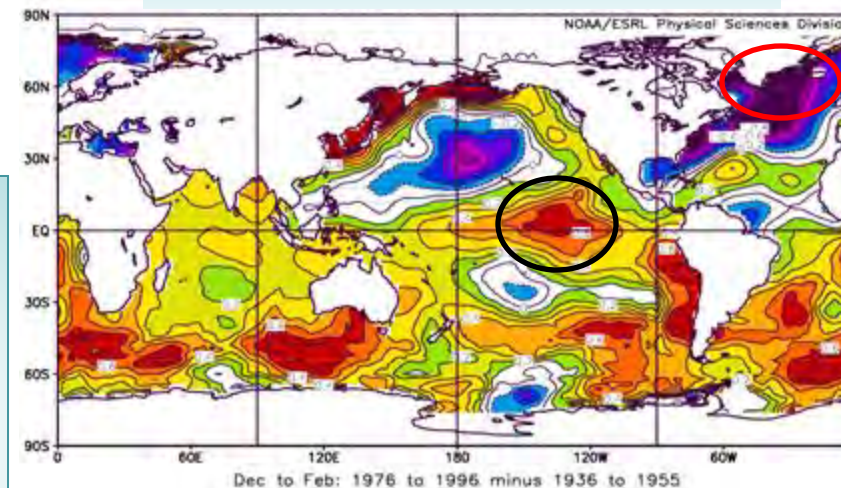 NOAA/ESRL Physical Sciences Divisio
90N
60N
30N
EQ
30S
60S
90S
0 60E 120E 180 120W 60W
Dec to Feb: 1976 to 1996 minus 1936 to 1955